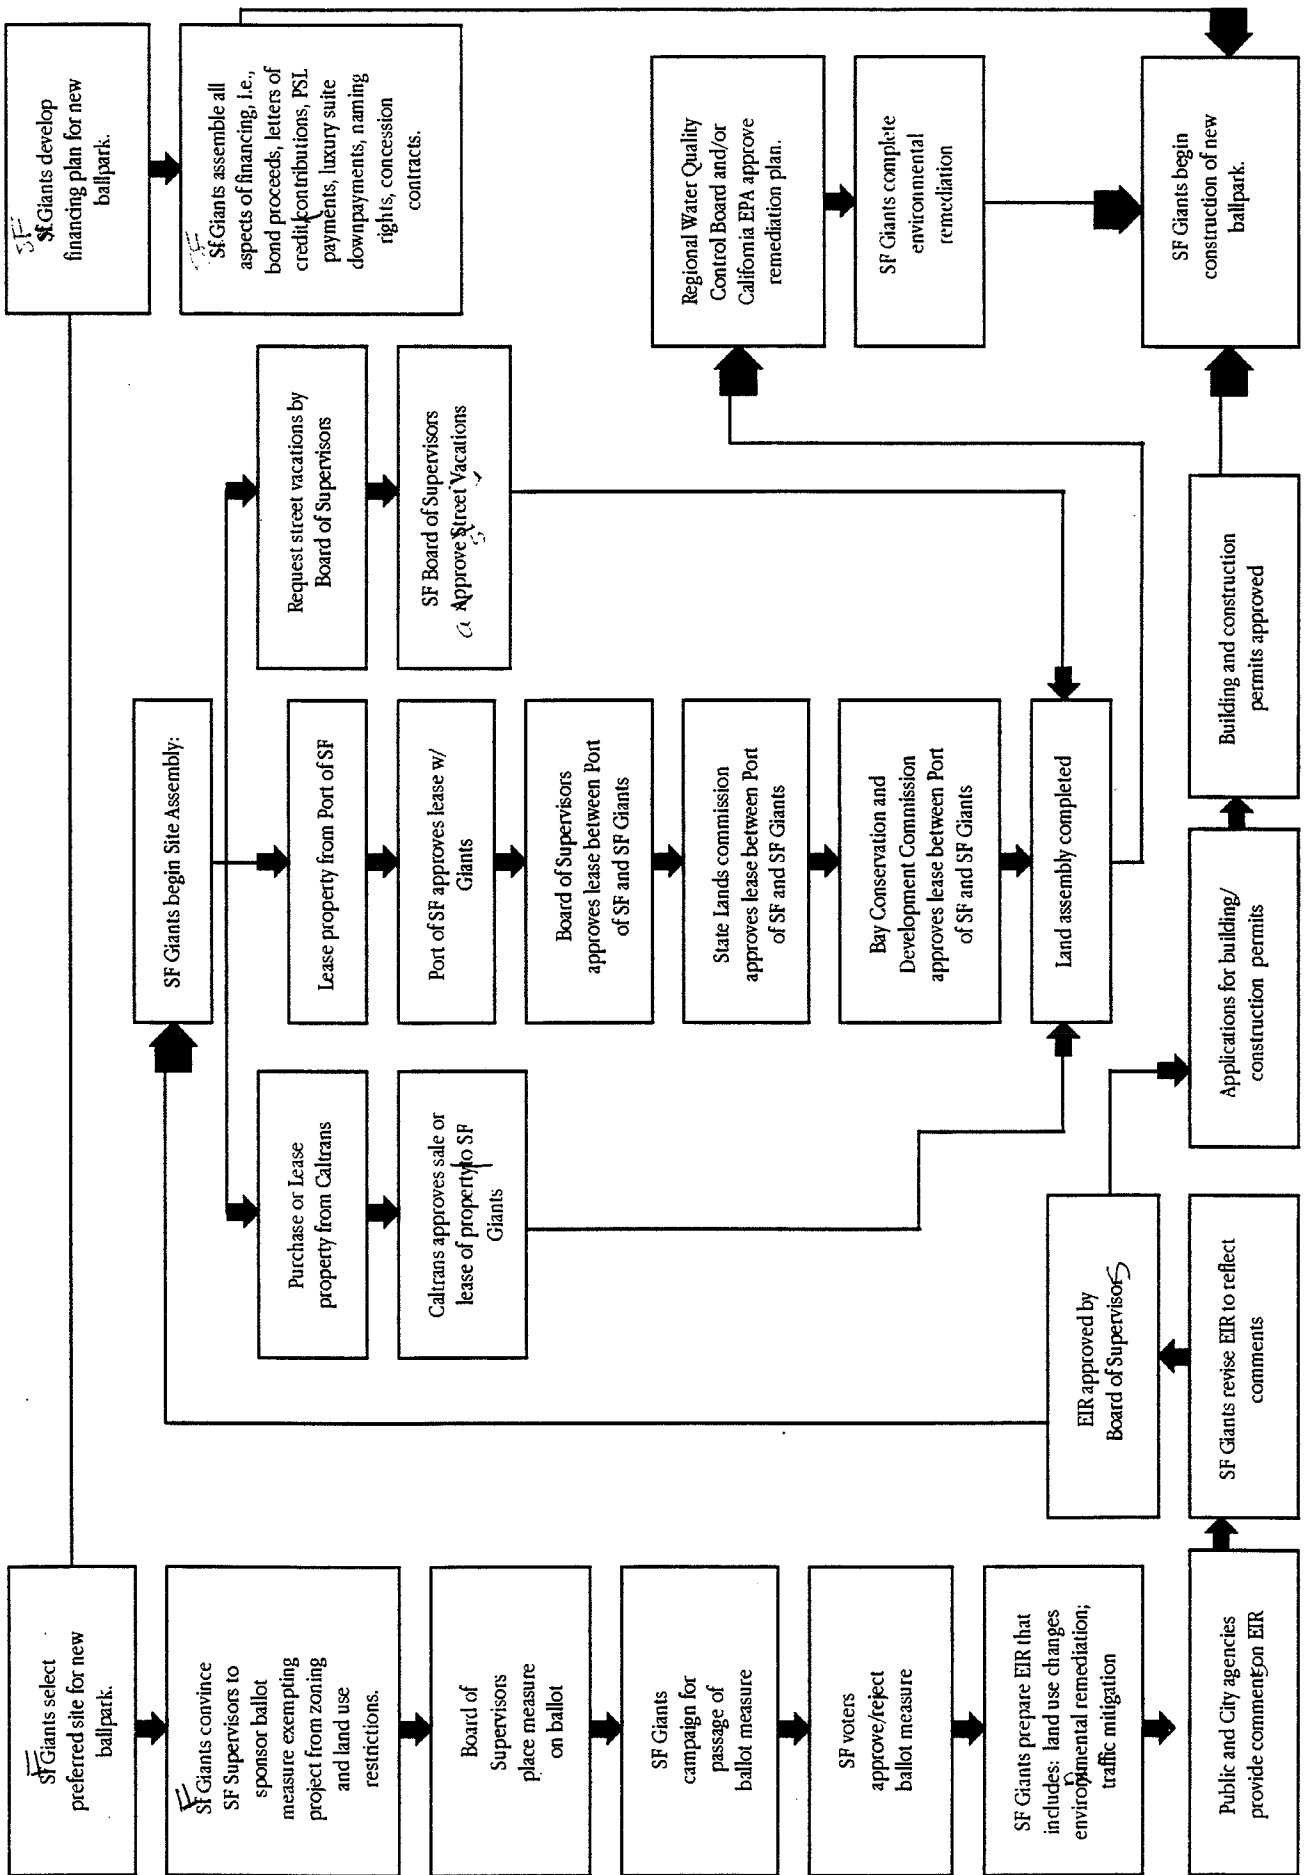 SF Giants select
preferred site for new
ballpark.
SF Giants convince
SF Supervisors to
sponsor ballot
measure exempting
project from zoning
and land use
restrictions.
Board of
Supervisors
place measure
on ballot
SF Giants
campaign for
passage of
ballot measure
SF voters
approve/reject
ballot measure
SF Giants prepare EIR that
includes: land use changes
environmental remediation;
traffic mitigation
Public and City agencies
provide comment on EIR
SF Giants revise EIR to reflect
comments
EIR approved by
Board of Supervisors
Applications for building/
construction permits
Building and construction
permits approved
SF Giants begin Site Assembly:
Purchase or Lease
property from Caltrans
Caltrans approves sale or
lease of property to SF
Giants
Lease property from Port of SF
Port of SF approves lease w/
Giants
Board of Supervisors
approves lease between Port
of SF and SF Giants
State Lands commission
approves lease between Port
of SF and SF Giants
Bay Conservation and
Development Commission
approves lease between Port
of SF and SF Giants
Land assembly completed
Request street vacations by
Board of Supervisors
SF Board of Supervisors
a Approve Street Vacations
s
SF
Sf Giants develop
financing plan for new
ballpark.
SF
Sf Giants assemble all
aspects of financing, i.e.,
bond proceeds, letters of
credit/contributions, PSL
payments, luxury suite
downpayments, naming
rights, concession
contracts.
Regional Water Quality
Control Board and/or
California EPA approve
remediation plan.
SF Giants complete
environmental
remediation
SF Giants begin
construction of new
ballpark.